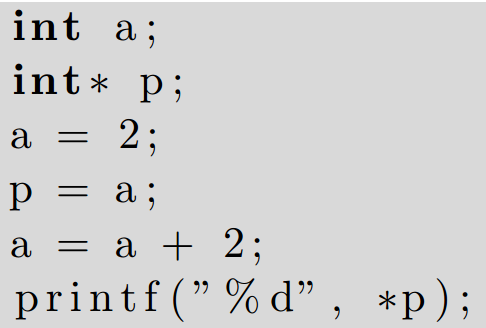 int a;
int* p;
a = 2;
p = a;
a = a + 2;
printf(”%d”, *p);